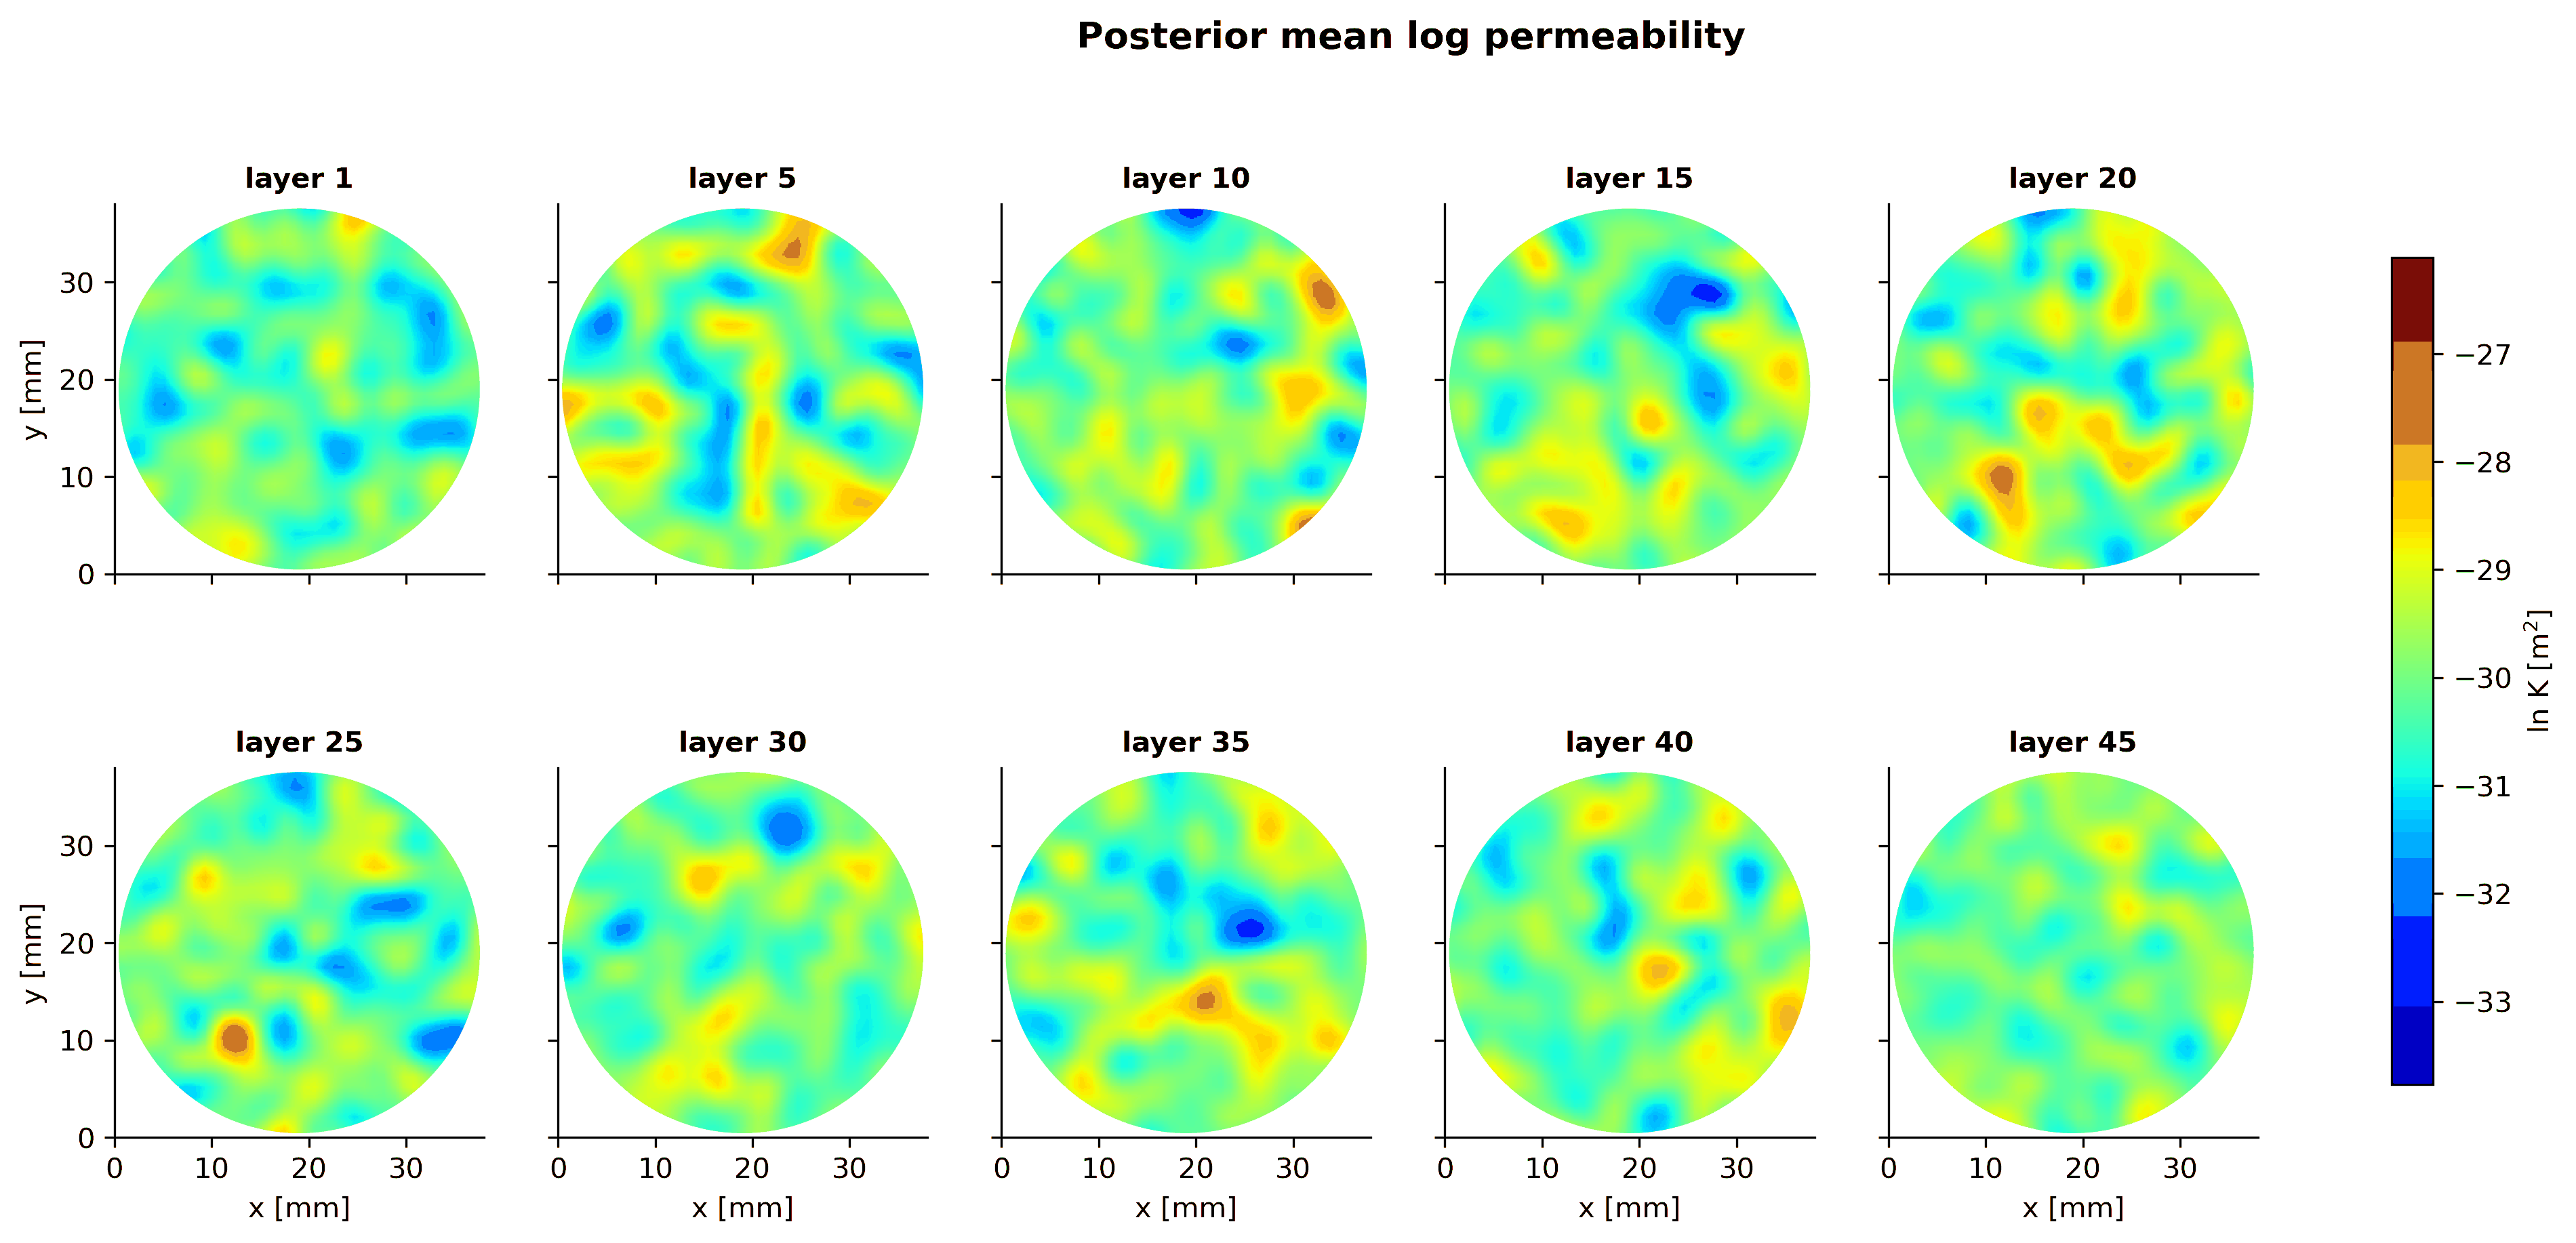 Posterior mean log permeability
layer 1
layer 5
layer 10
layer 15
layer 20
y [mm]
30
20
10
0
layer 25
layer 30
layer 35
layer 40
layer 45
y [mm]
30
20
10
0
0 10 20 30
0 10 20 30
0 10 20 30
0 10 20 30
0 10 20 30
x [mm]
x [mm]
x [mm]
x [mm]
x [mm]
−27
−28
−29
−30
−31
−32
−33
ln K [m²]